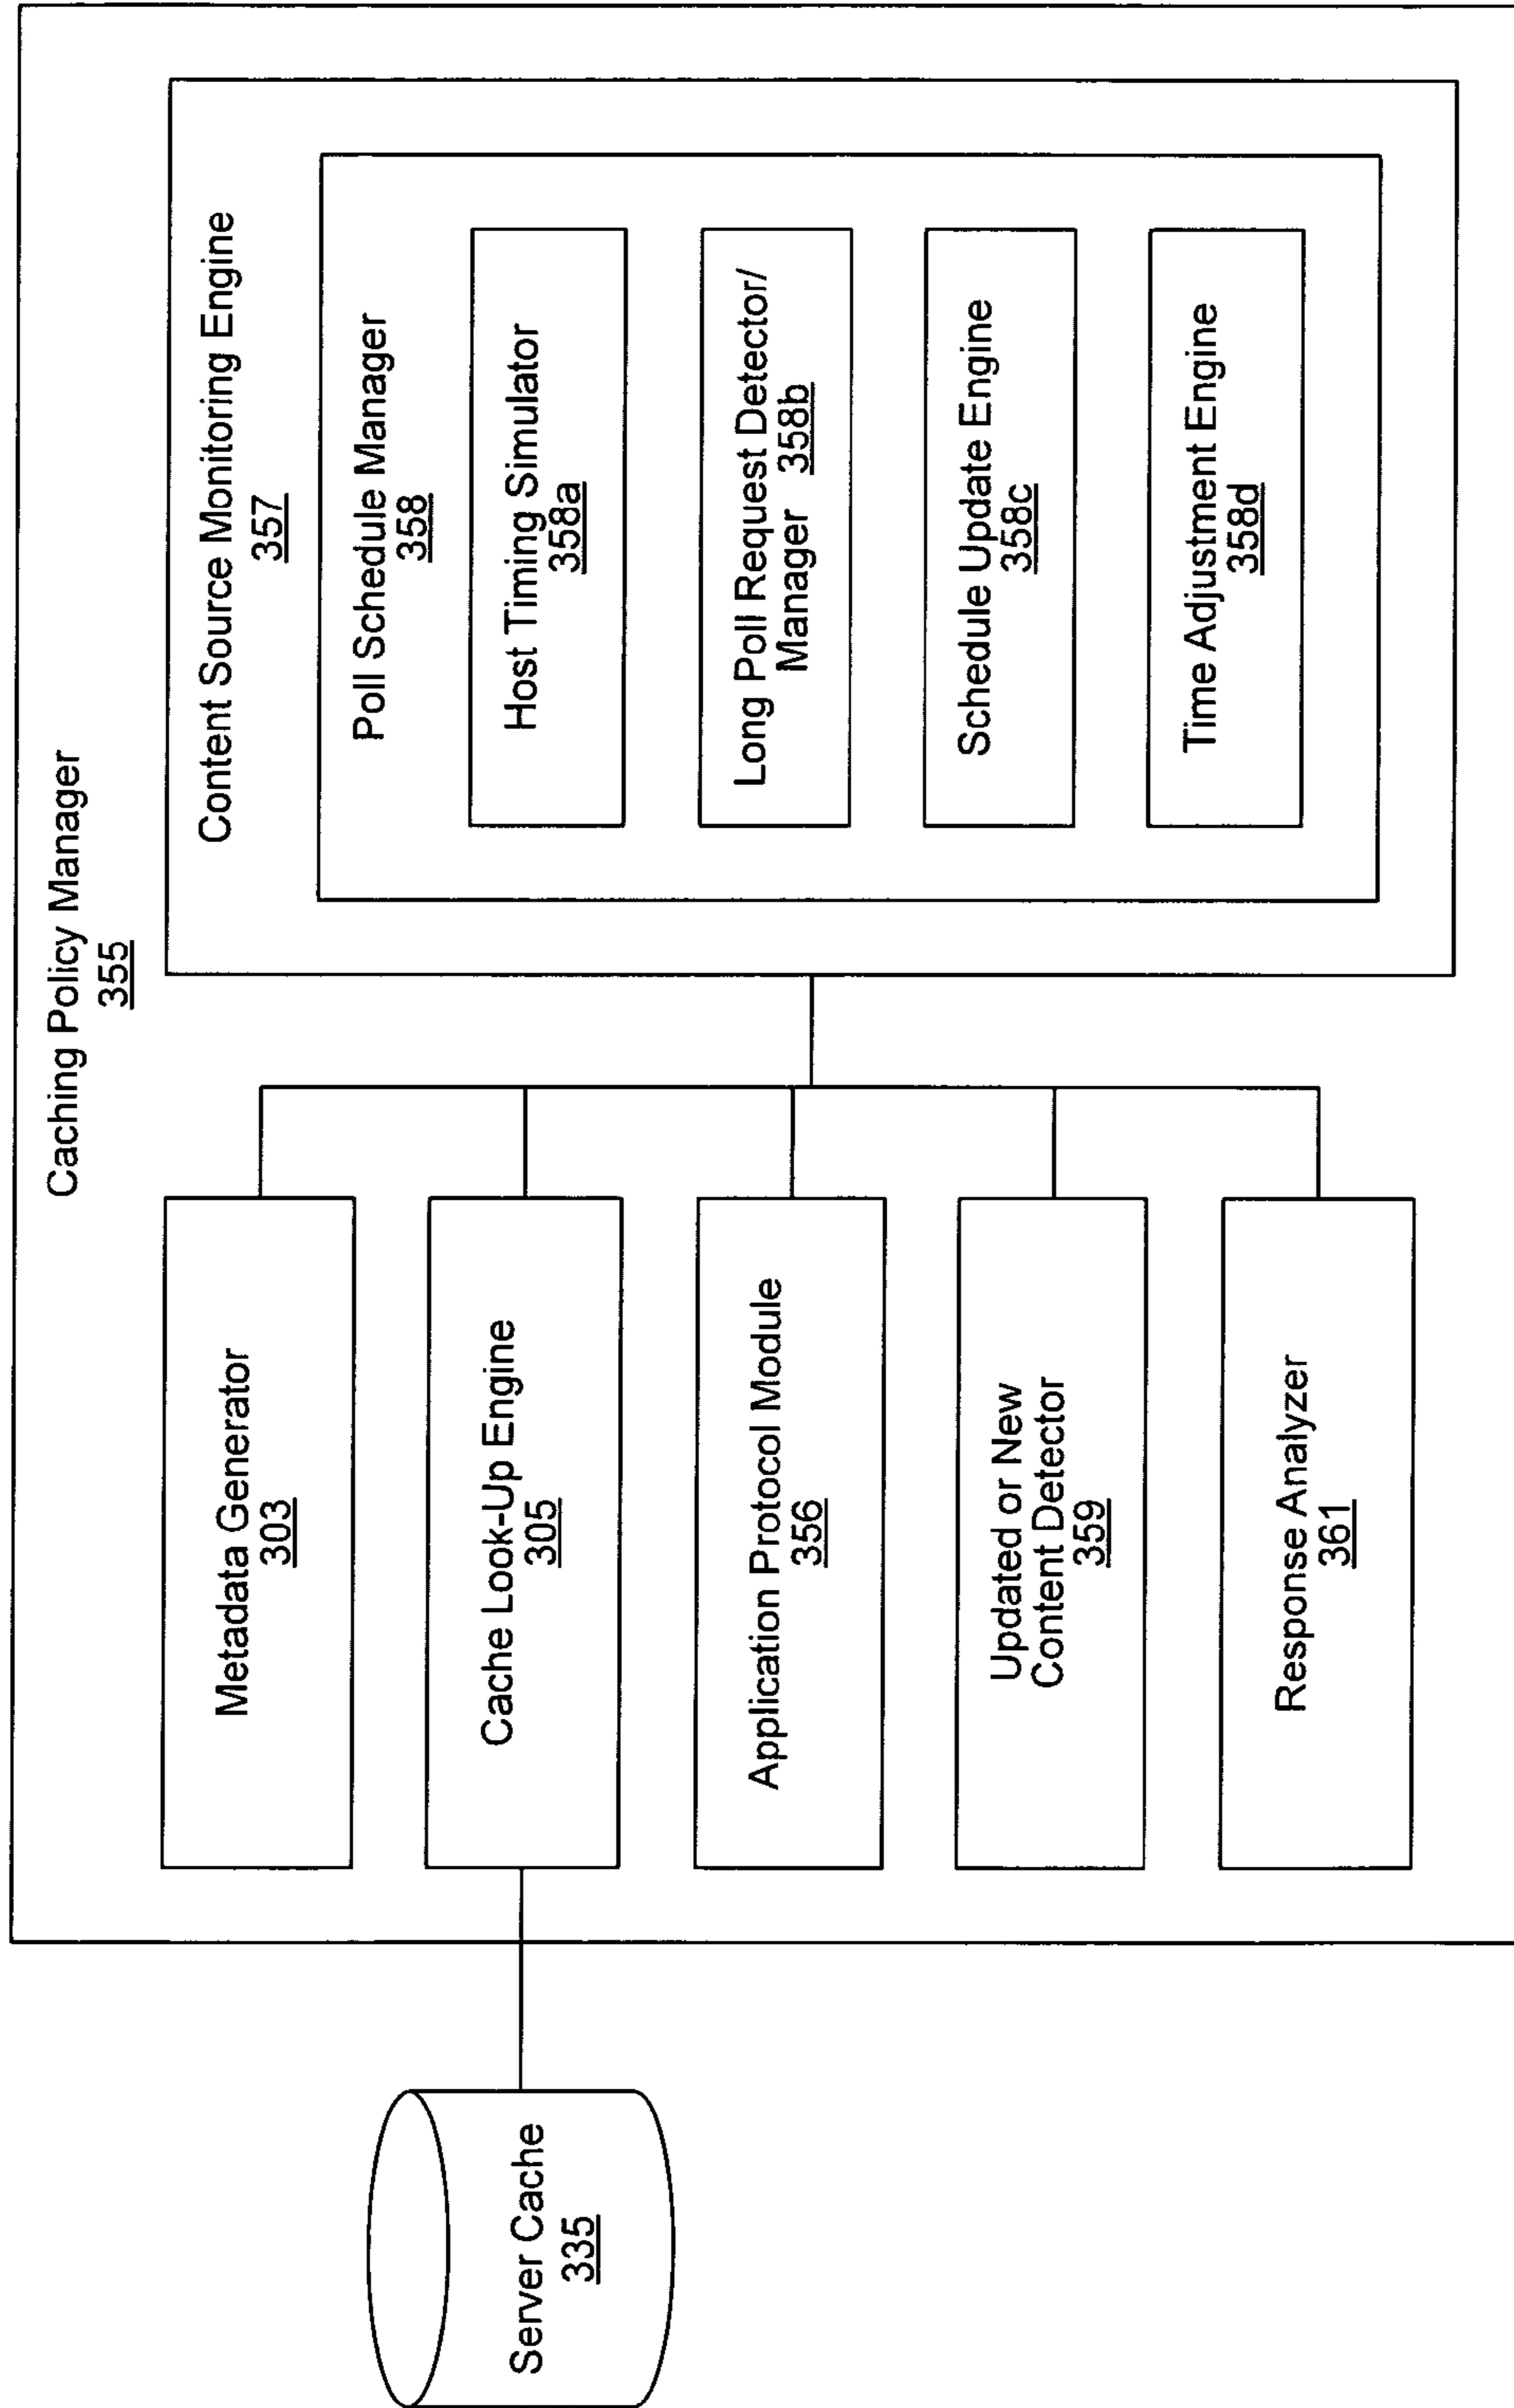 Caching Policy Manager
355
Server Cache
335
Metadata Generator
303
Cache Look-Up Engine
305
Application Protocol Module
356
Updated or New
Content Detector
359
Response Analyzer
361
Content Source Monitoring Engine
357
Poll Schedule Manager
358
Host Timing Simulator
358a
Long Poll Request Detector/
Manager 358b
Schedule Update Engine
358c
Time Adjustment Engine
358d